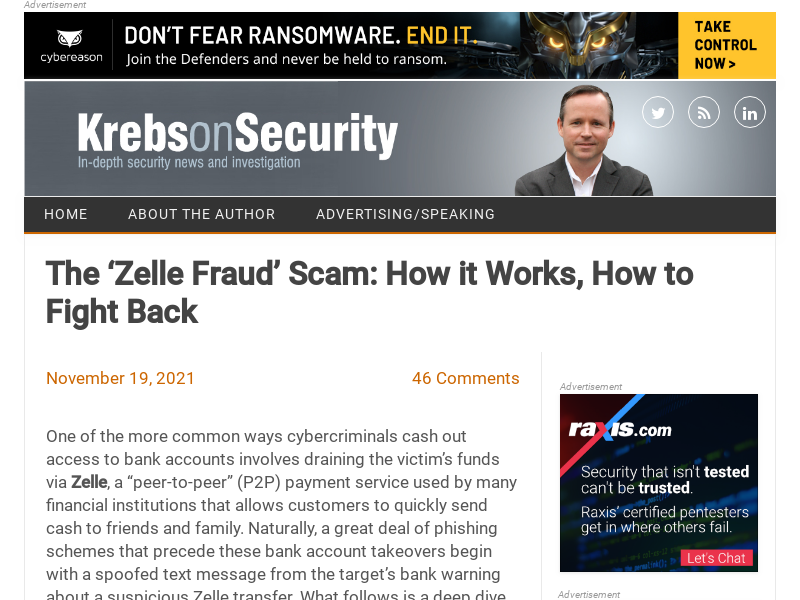 Advertisement
cybereason
DON'T FEAR RANSOMWARE. END IT.
Join the Defenders and never be held to ransom.
TAKE
CONTROL
NOW >
KrebsonSecurity
In-depth security news and investigation
HOME
ABOUT THE AUTHOR
ADVERTISING/SPEAKING
The ‘Zelle Fraud’ Scam: How it Works, How to
Fight Back
November 19, 2021
46 Comments
One of the more common ways cybercriminals cash out
access to bank accounts involves draining the victim’s funds
via Zelle, a “peer-to-peer” (P2P) payment service used by many
financial institutions that allows customers to quickly send
cash to friends and family. Naturally, a great deal of phishing
schemes that precede these bank account takeovers begin
with a spoofed text message from the target’s bank warning
about a suspicious Zelle transfer. What follows is a deep dive
Advertisement
raxis.com
Security that isn't tested
can't be trusted.
Raxis' certified pentesters
get in where others fail.
Let's Chat
Advertisement